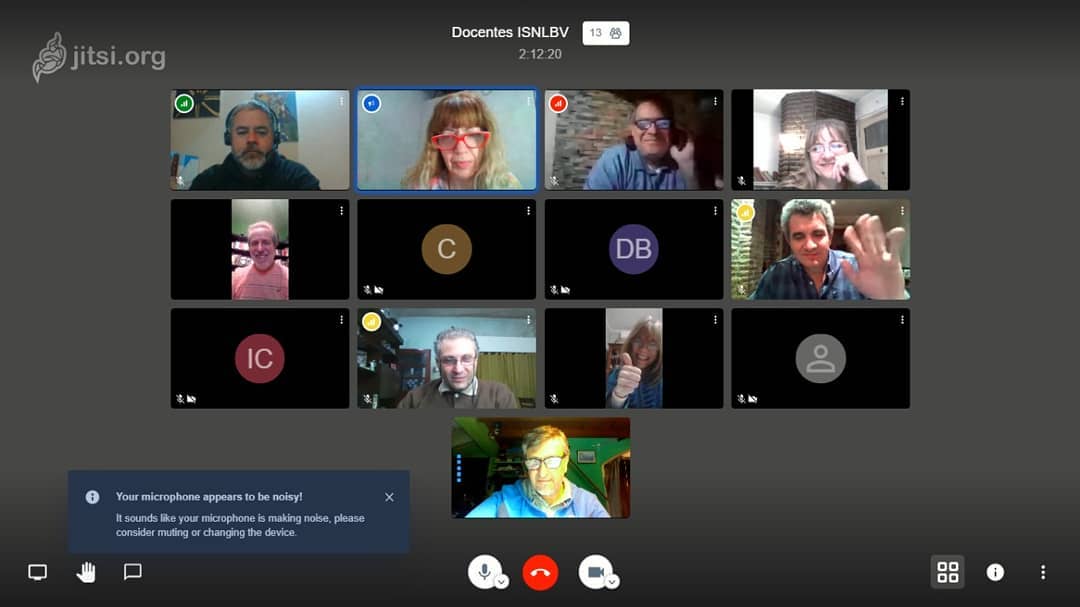 jitsi.org
Docentes ISNLBV 13
2:12:20
C
DB
IC
Your microphone appears to be noisy!
It sounds like your microphone is making noise, please
consider muting or changing the device.